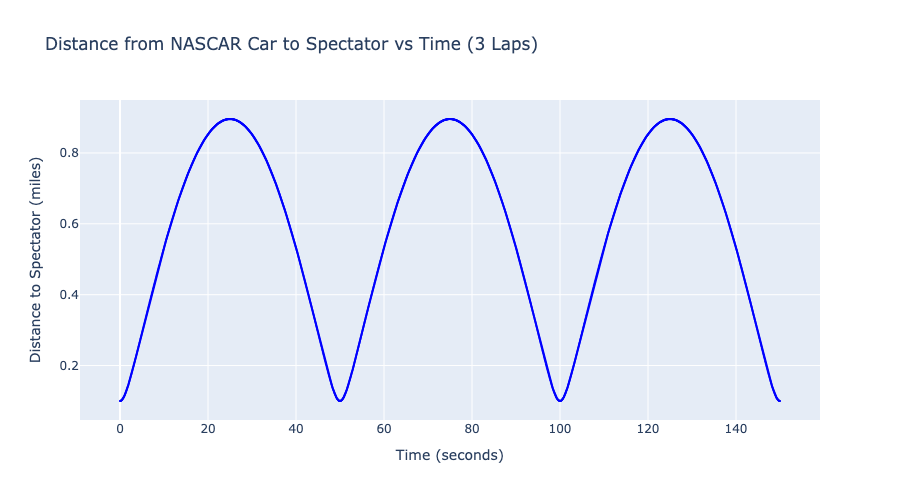 Distance from NASCAR Car to Spectator vs Time (3 Laps)
Distance to Spectator (miles)
0.8
0.6
0.4
0.2
0 20 40 60 80 100 120 140
Time (seconds)